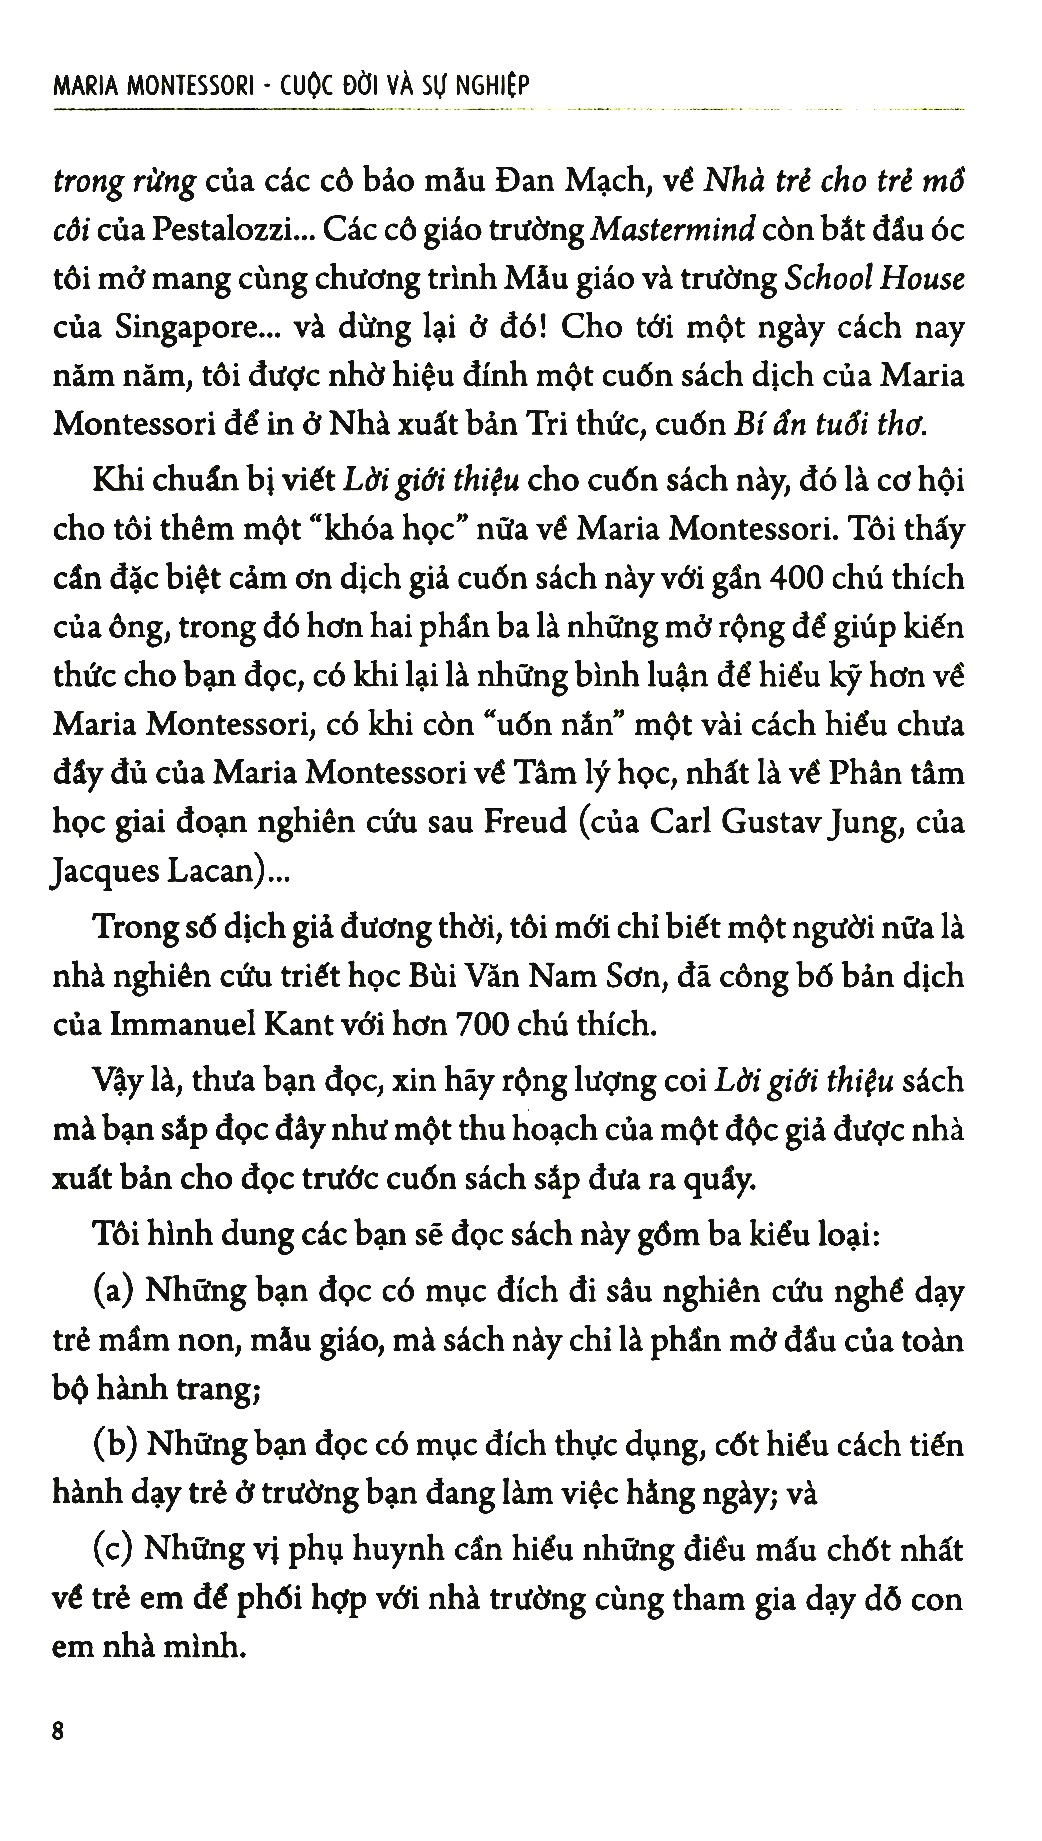 MARIA MONTESSORI - CUỘC ĐỜI VÀ SỰ NGHIỆP
trong rừng của các cô bảo mẫu Đan Mạch, về Nhà trẻ cho trẻ mồ
côi của Pestalozzi... Các cô giáo trường Mastermind còn bắt đầu óc
tôi mở mang cùng chương trình Mẫu giáo và trường School House
của Singapore... và dừng lại ở đó! Cho tới một ngày cách nay
năm năm, tôi được nhờ hiệu đính một cuốn sách dịch của Maria
Montessori để in ở Nhà xuất bản Tri thức, cuốn Bí ẩn tuổi thơ.
Khi chuẩn bị viết Lời giới thiệu cho cuốn sách này, đó là cơ hội
cho tôi thêm một “khóa học” nữa về Maria Montessori. Tôi thấy
cần đặc biệt cảm ơn dịch giả cuốn sách này với gần 400 chú thích
của ông, trong đó hơn hai phần ba là những mở rộng để giúp kiến
thức cho bạn đọc, có khi lại là những bình luận để hiểu kỹ hơn về
Maria Montessori, có khi còn “uốn nắn” một vài cách hiểu chưa
đầy đủ của Maria Montessori về Tâm lý học, nhất là về Phân tâm
học giai đoạn nghiên cứu sau Freud (của Carl Gustav Jung, của
Jacques Lacan)...
Trong số dịch giả đương thời, tôi mới chỉ biết một người nữa là
nhà nghiên cứu triết học Bùi Văn Nam Sơn, đã công bố bản dịch
của Immanuel Kant với hơn 700 chú thích.
Vậy là, thưa bạn đọc, xin hãy rộng lượng coi Lời giới thiệu sách
mà bạn sắp đọc đây như một thu hoạch của một độc giả được nhà
xuất bản cho đọc trước cuốn sách sắp đưa ra quầy.
Tôi hình dung các bạn sẽ đọc sách này gồm ba kiểu loại:
(a) Những bạn đọc có mục đích đi sâu nghiên cứu nghề dạy
trẻ mầm non, mẫu giáo, mà sách này chỉ là phần mở đầu của toàn
bộ hành trang;
(b) Những bạn đọc có mục đích thực dụng, cốt hiểu cách tiến
hành dạy trẻ ở trường bạn đang làm việc hằng ngày; và
(c) Những vị phụ huynh cần hiểu những điều mấu chốt nhất
về trẻ em để phối hợp với nhà trường cùng tham gia dạy dỗ con
em nhà mình.
8